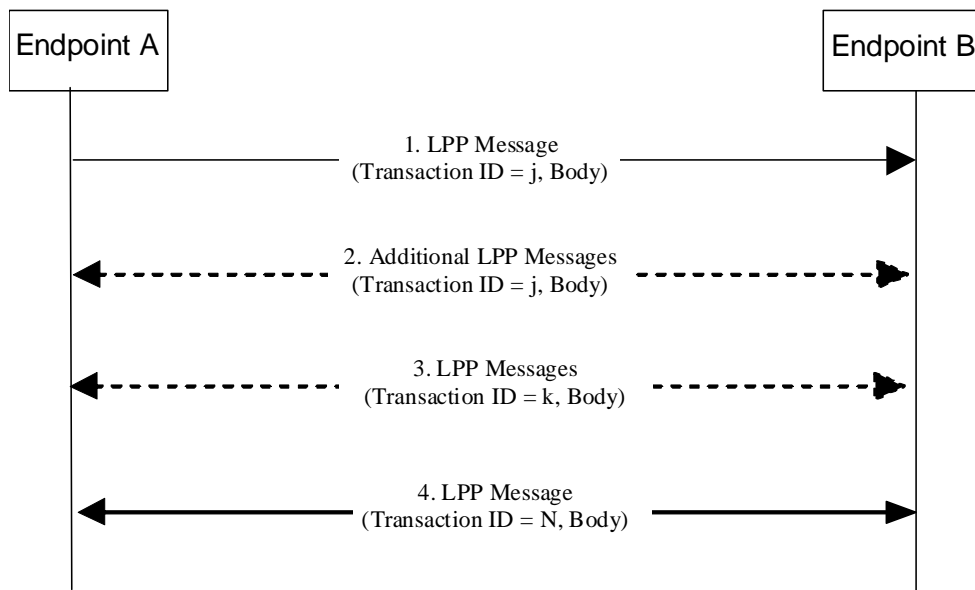 Endpoint A
Endpoint B
1. LPP Message
(Transaction ID = j, Body)
2. Additional LPP Messages
(Transaction ID = j, Body)
3. LPP Messages
(Transaction ID = k, Body)
4. LPP Message
(Transaction ID = N, Body)